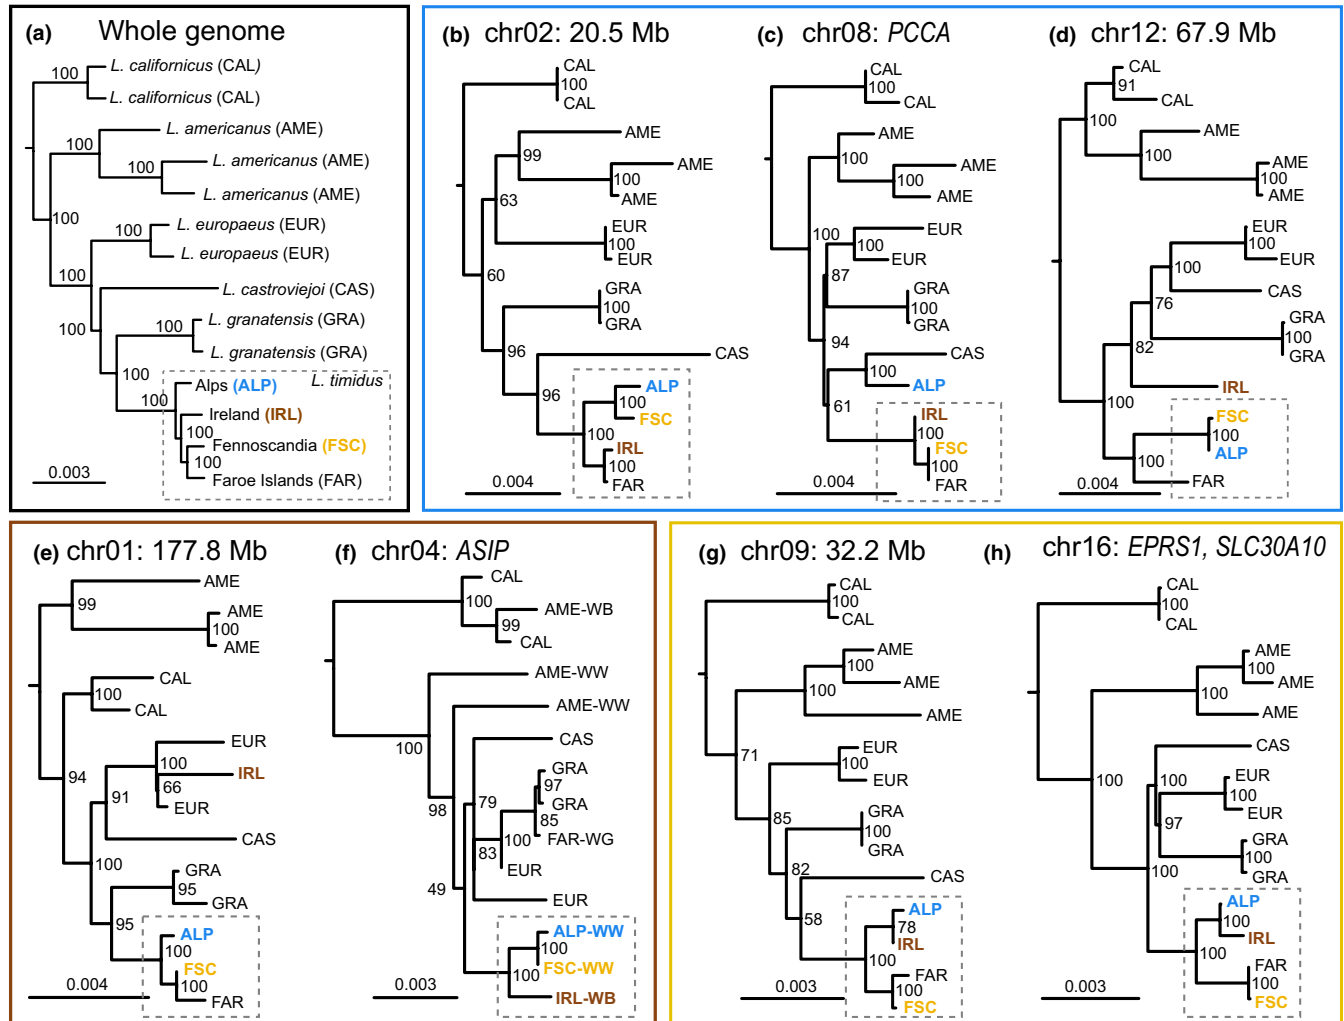 (a) Whole genome
100
L. californicus (CAL)
L. californicus (CAL)
100
L. americanus (AME)
100
L. americanus (AME)
L. americanus (AME)
100
100
L. europaeus (EUR)
L. europaeus (EUR)
100
L. castroviejoi (CAS)
100
100
L. granatensis (GRA)
L. granatensis (GRA)
100
L. timidus
Alps (ALP)
100
Ireland (IRL)
100
Fennoscandia (FSC)
100
Faroe Islands (FAR)
0.003
(b) chr02: 20.5 Mb
CAL
100
CAL
AME
99
AME
100
AME
63
EUR
100
EUR
60
GRA
100
GRA
96
CAS
96
ALP
100
FSC
100
IRL
100
FAR
0.004
(c) chr08: PCCA
CAL
100
CAL
AME
100
AME
100
AME
100
EUR
100
EUR
87
GRA
100
GRA
94
CAS
100
ALP
61
IRL
100
FSC
100
FAR
0.004
(d) chr12: 67.9 Mb
CAL
91
CAL
100
AME
100
AME
100
AME
EUR
100
EUR
100
CAS
76
GRA
100
GRA
82
IRL
100
FSC
100
ALP
100
FAR
0.004
(e) chr01: 177.8 Mb
AME
99
AME
100
AME
CAL
100
CAL
94
EUR
100
IRL
66
EUR
91
CAS
100
GRA
95
GRA
95
ALP
100
FSC
100
FAR
0.004
(f) chr04: ASIP
CAL
100
AME-WB
99
CAL
AME-WW
100
AME-WW
98
CAS
79
GRA
97
GRA
85
FAR-WG
100
83
EUR
49
EUR
ALP-WW
100
FSC-WW
100
IRL-WB
0.003
(g) chr09: 32.2 Mb
CAL
100
CAL
AME
100
AME
100
AME
71
EUR
100
EUR
85
GRA
100
GRA
82
CAS
58
ALP
78
IRL
100
FAR
100
FSC
0.003
(h) chr16: EPRS1, SLC30A10
CAL
100
CAL
AME
100
AME
100
AME
100
CAS
100
EUR
100
EUR
97
GRA
100
GRA
100
ALP
100
IRL
100
FAR
100
FSC
0.003